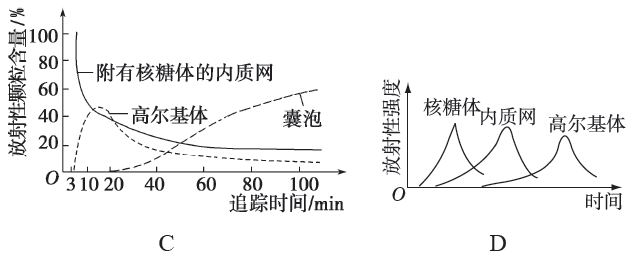 放射性颗粒含量/%
100
80
60
40
20
O
附有核糖体的内质网
高尔基体
囊泡
3 10 20 40 60 80 100
追踪时间/min
C
放射性强度
核糖体
内质网
高尔基体
O
时间
D